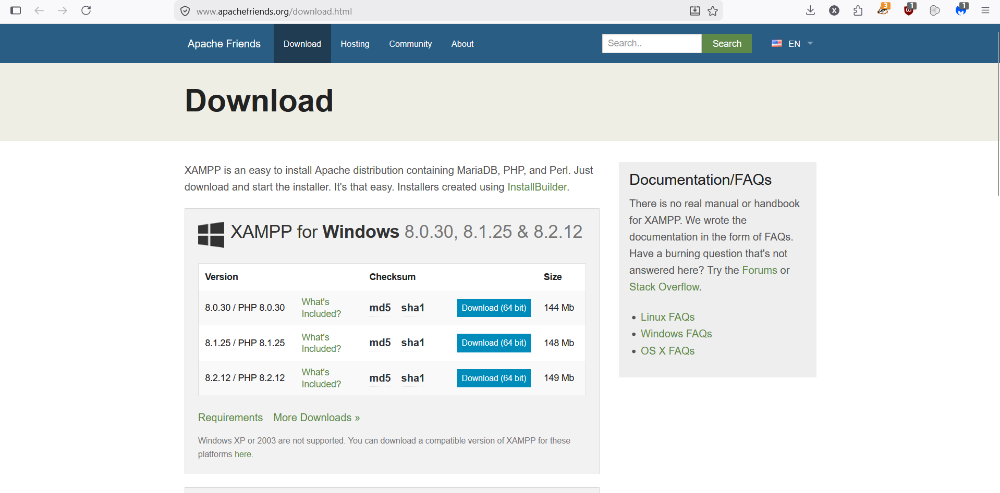 www.apachefriends.org/download.html
3
1
1
Apache Friends
Download
Hosting
Community
About
Search..
Search
EN
Download
XAMPP is an easy to install Apache distribution containing MariaDB, PHP, and Perl. Just
download and start the installer. It's that easy. Installers created using InstallBuilder.
XAMPP for Windows 8.0.30, 8.1.25 & 8.2.12
Version Checksum Size
8.0.30 / PHP 8.0.30 What's
Included? md5 sha1 Download (64 bit) 144 Mb
8.1.25 / PHP 8.1.25 What's
Included? md5 sha1 Download (64 bit) 148 Mb
8.2.12 / PHP 8.2.12 What's
Included? md5 sha1 Download (64 bit) 149 Mb
Requirements More Downloads »
Windows XP or 2003 are not supported. You can download a compatible version of XAMPP for these
platforms here.
Documentation/FAQs
There is no real manual or handbook
for XAMPP. We wrote the
documentation in the form of FAQs.
Have a burning question that's not
answered here? Try the Forums or
Stack Overflow.
• Linux FAQs
• Windows FAQs
• OS X FAQs